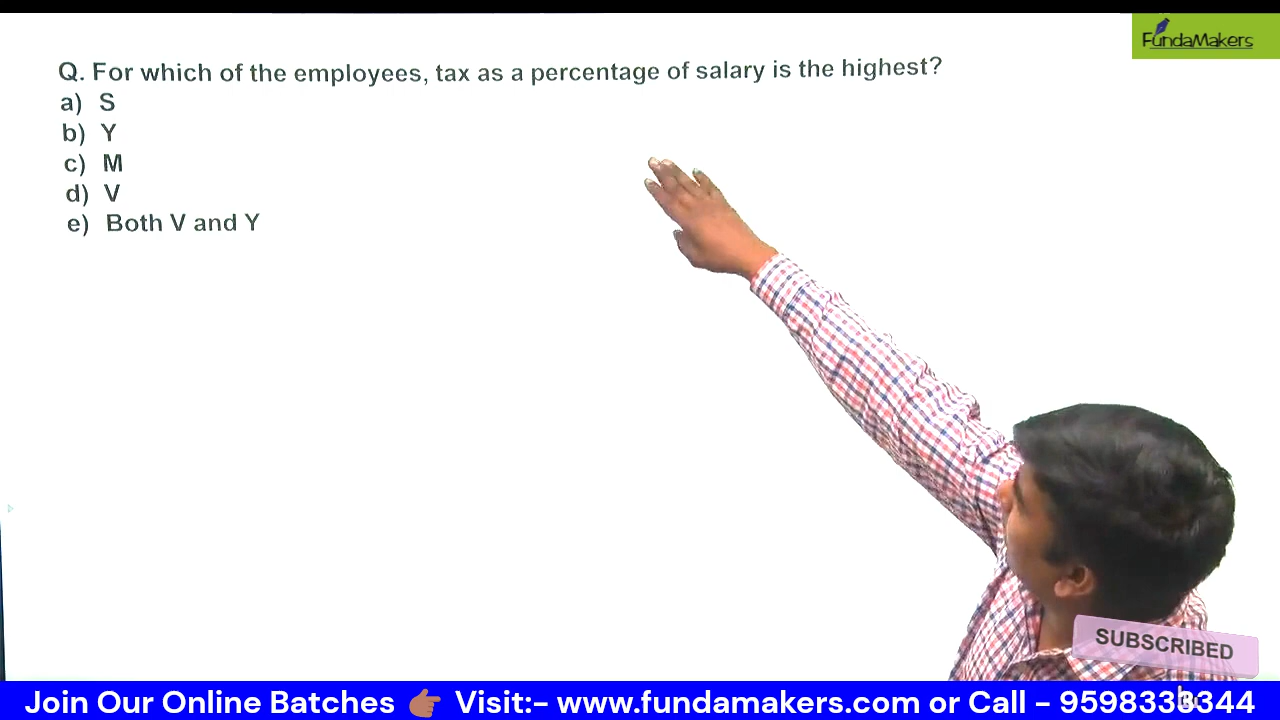 FundaMakers
Q. For which of the employees, tax as a percentage of salary is the highest?
a) S
b) Y
c) M
d) V
e) Both V and Y
SUBSCRIBED
Join Our Online Batches 👉🏽 Visit:- www.fundamakers.com or Call - 9598333344